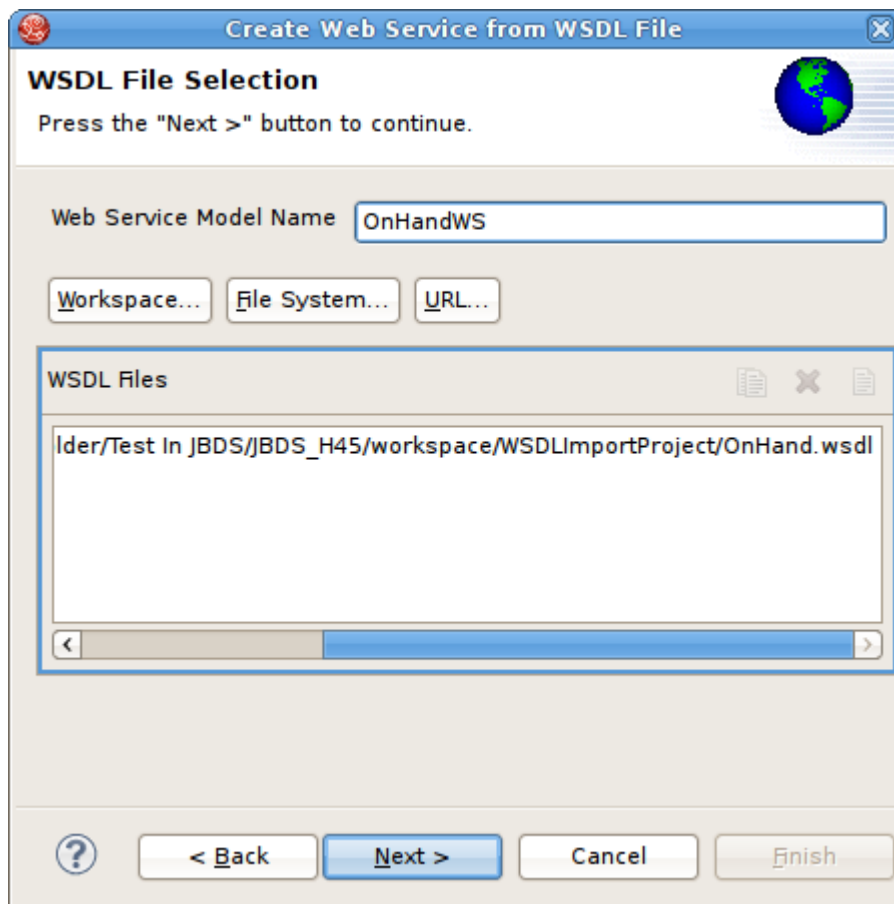 Create Web Service from WSDL File
WSDL File Selection
Press the "Next >" button to continue.
Web Service Model Name OnHandWS
Workspace... File System... URL...
WSDL Files
lder/Test In JBDS/JBDS_H45/workspace/WSDLImportProject/OnHand.wsdl
? < Back Next > Cancel Finish